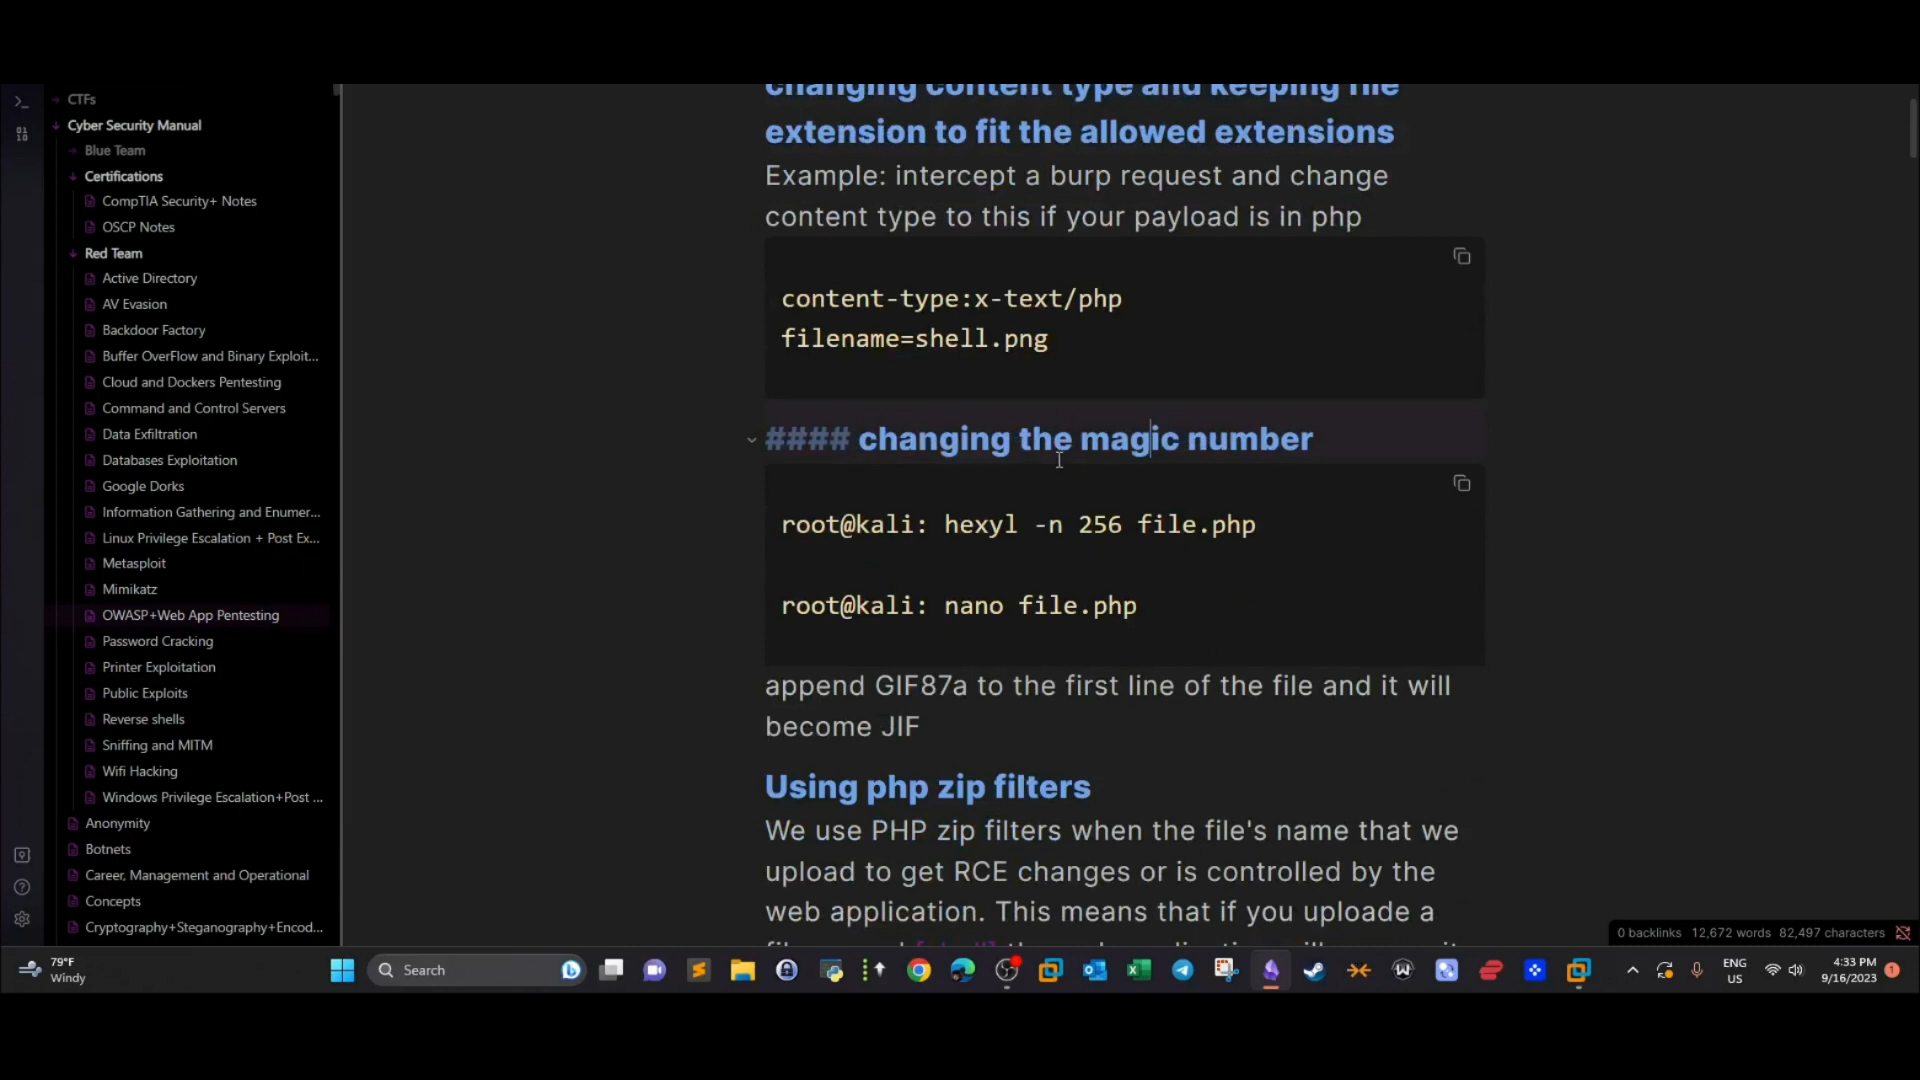 CTFs
Cyber Security Manual
Blue Team
Certifications
CompTIA Security+ Notes
OSCP Notes
Red Team
Active Directory
AV Evasion
Backdoor Factory
Buffer OverFlow and Binary Exploit...
Cloud and Dockers Pentesting
Command and Control Servers
Data Exfiltration
Databases Exploitation
Google Dorks
Information Gathering and Enumer...
Linux Privilege Escalation + Post Ex...
Metasploit
Mimikatz
OWASP+Web App Pentesting
Password Cracking
Printer Exploitation
Public Exploits
Reverse shells
Sniffing and MITM
Wifi Hacking
Windows Privilege Escalation+Post ...
Anonymity
Botnets
Career, Management and Operational
Concepts
Cryptography+Steganography+Encod...
changing content type and keeping file
extension to fit the allowed extensions
Example: intercept a burp request and change
content type to this if your payload is in php
content-type:x-text/php
filename=shell.png
#### changing the magic number
root@kali: hexyl -n 256 file.php
root@kali: nano file.php
append GIF87a to the first line of the file and it will
become JIF
Using php zip filters
We use PHP zip filters when the file's name that we
upload to get RCE changes or is controlled by the
web application. This means that if you uploade a
0 backlinks 12,672 words 82,497 characters
79°F
Windy
Search
ENG
US
4:33 PM
9/16/2023
1